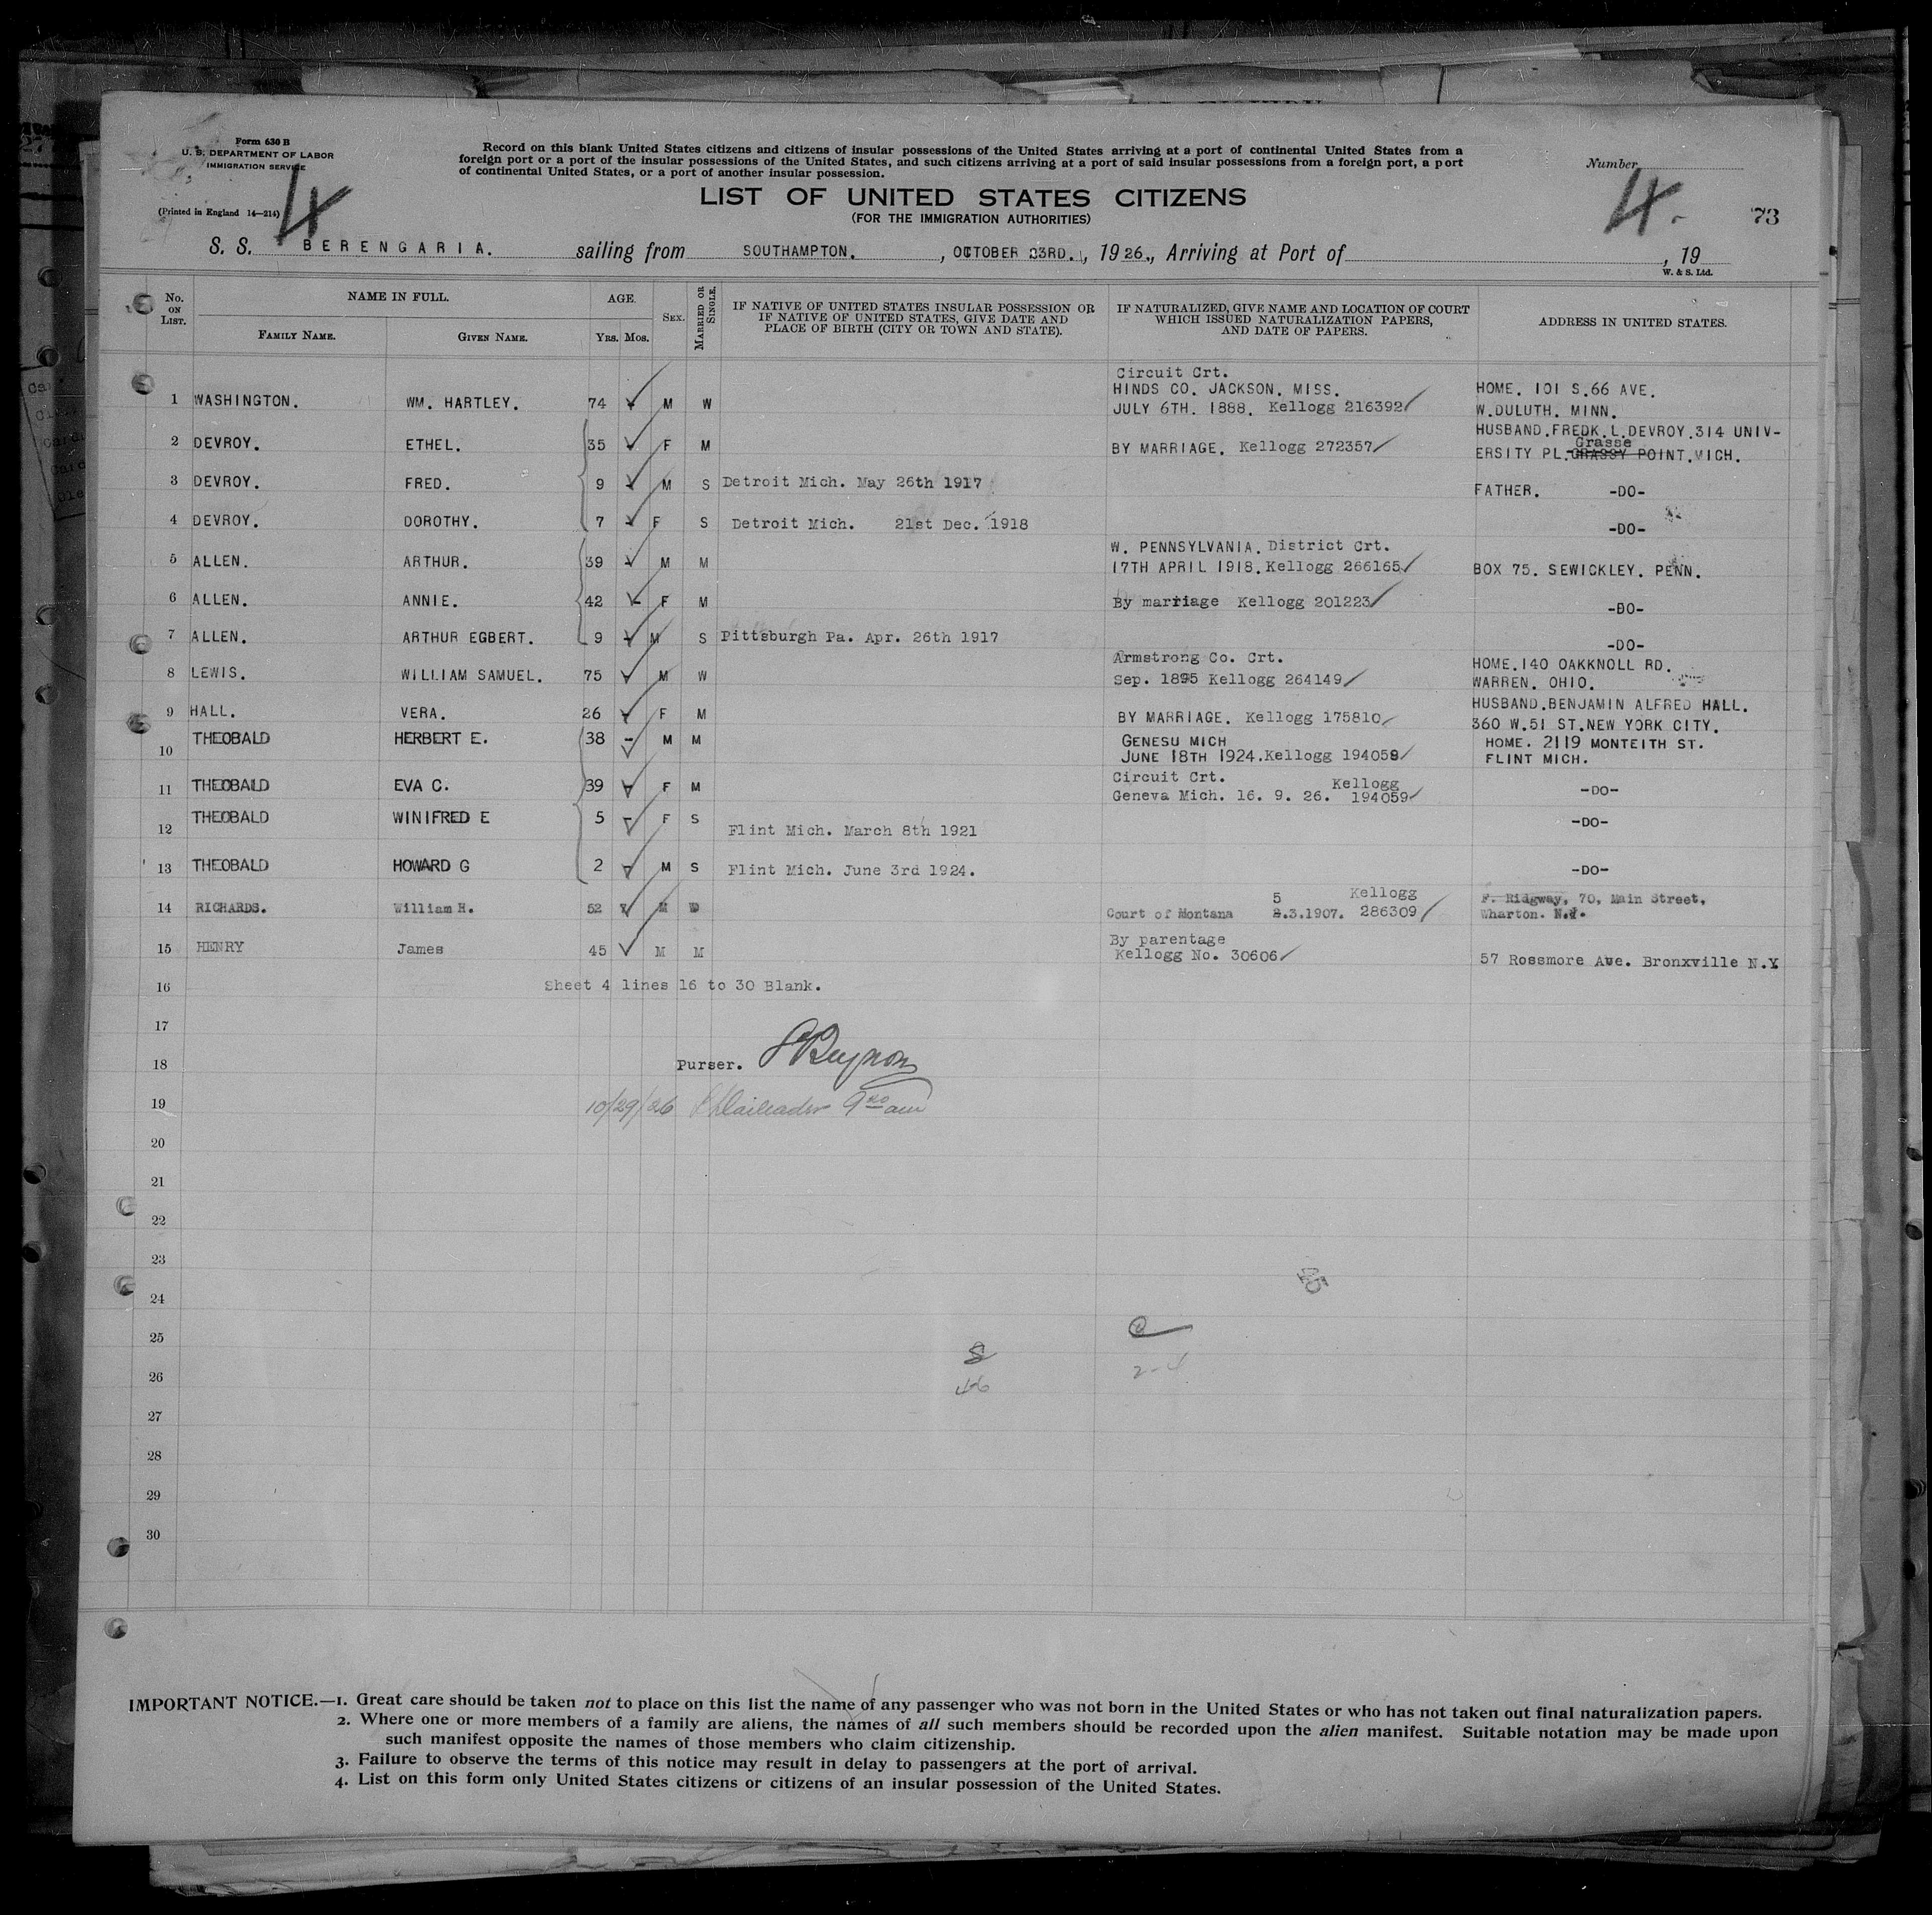 Form 630 B
U. S. DEPARTMENT OF LABOR
IMMIGRATION SERVICE
(Printed in England 14—214)
4
Record on this blank United States citizens and citizens of insular possessions of the United States arriving at a port of continental United States from a
foreign port or a port of the insular possessions of the United States, and such citizens arriving at a port of said insular possessions from a foreign port, a port
of continental United States, or a port of another insular possession.
Number
LIST OF UNITED STATES CITIZENS
(FOR THE IMMIGRATION AUTHORITIES)
4.
73
S. S. BERENGARIA. sailing from SOUTHAMPTON. , OCTOBER 23RD. , 1926., Arriving at Port of , 19
W. & S. Ltd.
No. ON LIST. NAME IN FULL. AGE. SEX. MARRIED OR SINGLE. IF NATIVE OF UNITED STATES INSULAR POSSESSION OR IF NATIVE OF UNITED STATES, GIVE DATE AND PLACE OF BIRTH (CITY OR TOWN AND STATE). IF NATURALIZED, GIVE NAME AND LOCATION OF COURT WHICH ISSUED NATURALIZATION PAPERS, AND DATE OF PAPERS. ADDRESS IN UNITED STATES.
FAMILY NAME. GIVEN NAME. YRS. MOS.
Circuit Crt.
HINDS CO. JACKSON. MISS. HOME. 101 S.66 AVE.
1 WASHINGTON. WM. HARTLEY. 74 M W JULY 6TH. 1888. Kellogg 216392 W.DULUTH. MINN.
HUSBAND.FREDK.L.DEVROY.314 UNIV-
Grasse
2 DEVROY. ETHEL. 35 F M BY MARRIAGE. Kellogg 272357 ERSITY PL.GRASSY POINT.MICH.
3 DEVROY. FRED. 9 M S Detroit Mich. May 26th 1917 FATHER. -DO-
4 DEVROY. DOROTHY. 7 F S Detroit Mich. 21st Dec. 1918 -DO-
W. PENNSYLVANIA. District Crt.
5 ALLEN. ARTHUR. 39 M M 17TH APRIL 1918. Kellogg 266165 BOX 75. SEWICKLEY. PENN.
6 ALLEN. ANNIE. 42 F M By marriage Kellogg 201223 -DO-
7 ALLEN. ARTHUR EGBERT. 9 M S Pittsburgh Pa. Apr. 26th 1917 -DO-
Armstrong Co. Crt. HOME.140 OAKKNOLL RD.
8 LEWIS. WILLIAM SAMUEL. 75 M W Sep. 1895 Kellogg 264149 WARREN. OHIO.
HUSBAND.BENJAMIN ALFRED HALL.
9 HALL. VERA. 26 F M BY MARRIAGE. Kellogg 175810 360 W.51 ST.NEW YORK CITY.
10 THEOBALD HERBERT E. 38 - M M GENESU MICH HOME. 2119 MONTEITH ST.
JUNE 18TH 1924.Kellogg 194058 FLINT MICH.
Circuit Crt. Kellogg
11 THEOBALD EVA C. 39 - F M Geneva Mich. 16. 9. 26. 194059 -DO-
12 THEOBALD WINIFRED E 5 - F S Flint Mich. March 8th 1921 -DO-
13 THEOBALD HOWARD G 2 - M S Flint Mich. June 3rd 1924. -DO-
5 Kellogg F. Ridgway, 70, Main Street,
14 RICHARDS. William H. 52 M W Court of Montana 2.3.1907. 286309 Wharton. N.J.
By parentage
15 HENRY James 45 M M Kellogg No. 30606 57 Rossmore Ave. Bronxville N.Y
16 Sheet 4 lines 16 to 30 Blank.
17
18 Purser.
19 10/29/26 9 30 am
20
21
22
23
24
25
26
46
2-4
27
28
29
30
IMPORTANT NOTICE.—1. Great care should be taken not to place on this list the name of any passenger who was not born in the United States or who has not taken out final naturalization papers.
2. Where one or more members of a family are aliens, the names of all such members should be recorded upon the alien manifest. Suitable notation may be made upon
such manifest opposite the names of those members who claim citizenship.
3. Failure to observe the terms of this notice may result in delay to passengers at the port of arrival.
4. List on this form only United States citizens or citizens of an insular possession of the United States.